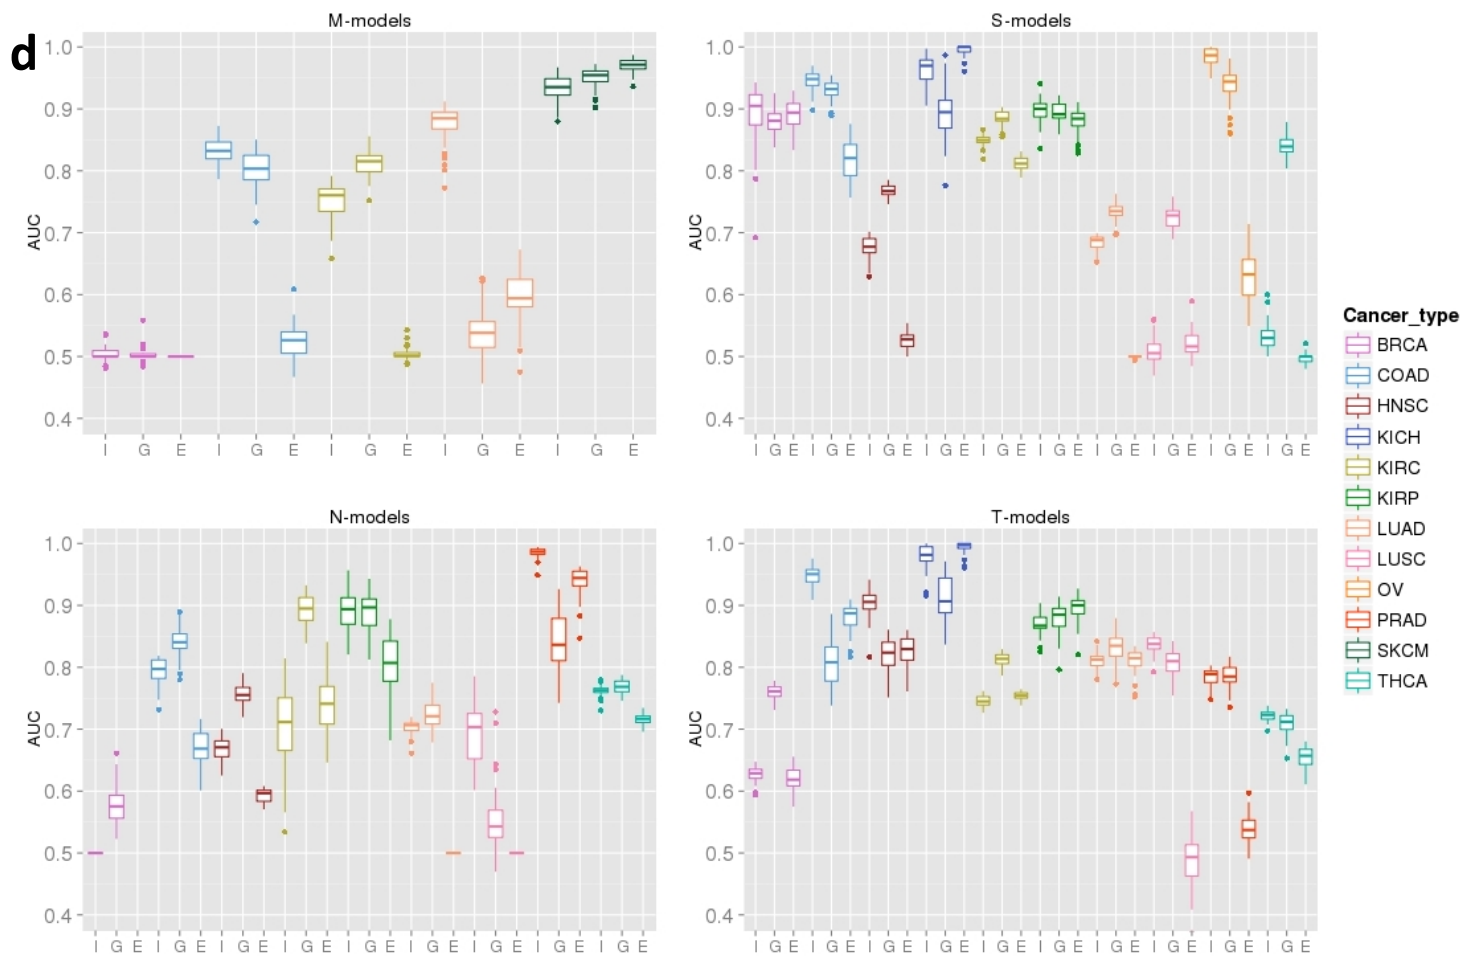 d
M-models
S-models
AUC
1.0
0.9
0.8
0.7
0.6
0.5
0.4
I G E I G E I G E I G E I G E
AUC
1.0
0.9
0.8
0.7
0.6
0.5
0.4
I G E I G E I G E I G E I G E I G E I G E I G E I G E I G E
N-models
T-models
AUC
1.0
0.9
0.8
0.7
0.6
0.5
0.4
I G E I G E I G E I G E I G E I G E I G E I G E I G E
AUC
1.0
0.9
0.8
0.7
0.6
0.5
0.4
I G E I G E I G E I G E I G E I G E I G E I G E I G E I G E
Cancer_type
BRCA
COAD
HNSC
KICH
KIRC
KIRP
LUAD
LUSC
OV
PRAD
SKCM
THCA